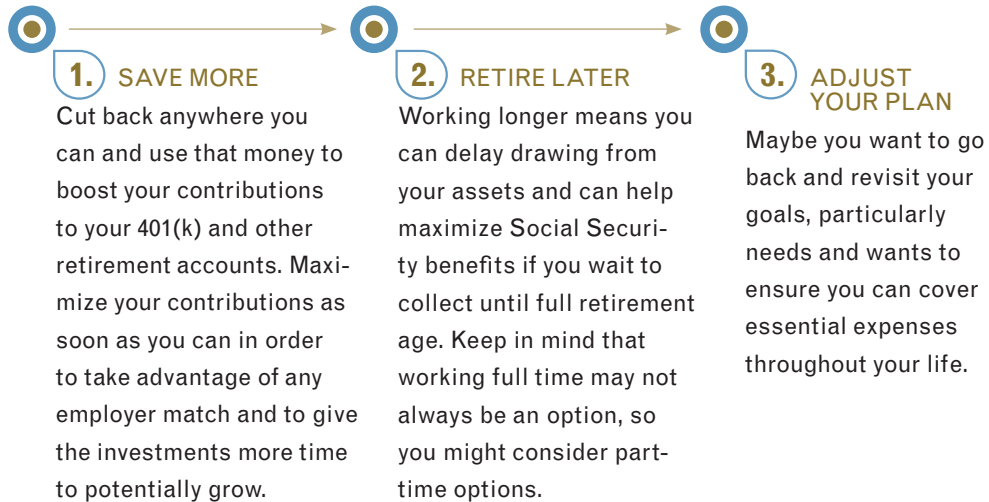 1. SAVE MORE
Cut back anywhere you
can and use that money to
boost your contributions
to your 401(k) and other
retirement accounts. Maxi-
mize your contributions as
soon as you can in order
to take advantage of any
employer match and to give
the investments more time
to potentially grow.
2. RETIRE LATER
Working longer means you
can delay drawing from
your assets and can help
maximize Social Securi-
ty benefits if you wait to
collect until full retirement
age. Keep in mind that
working full time may not
always be an option, so
you might consider part-
time options.
3. ADJUST
YOUR PLAN
Maybe you want to go
back and revisit your
goals, particularly
needs and wants to
ensure you can cover
essential expenses
throughout your life.